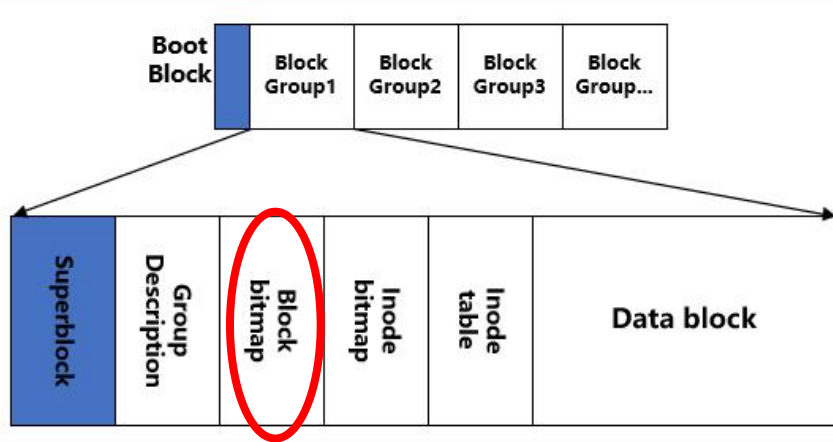 Boot
Block
Block
Group1
Block
Group2
Block
Group3
Block
Group...
Superblock
Group
Description
Block
bitmap
Inode
bitmap
Inode
table
Data block